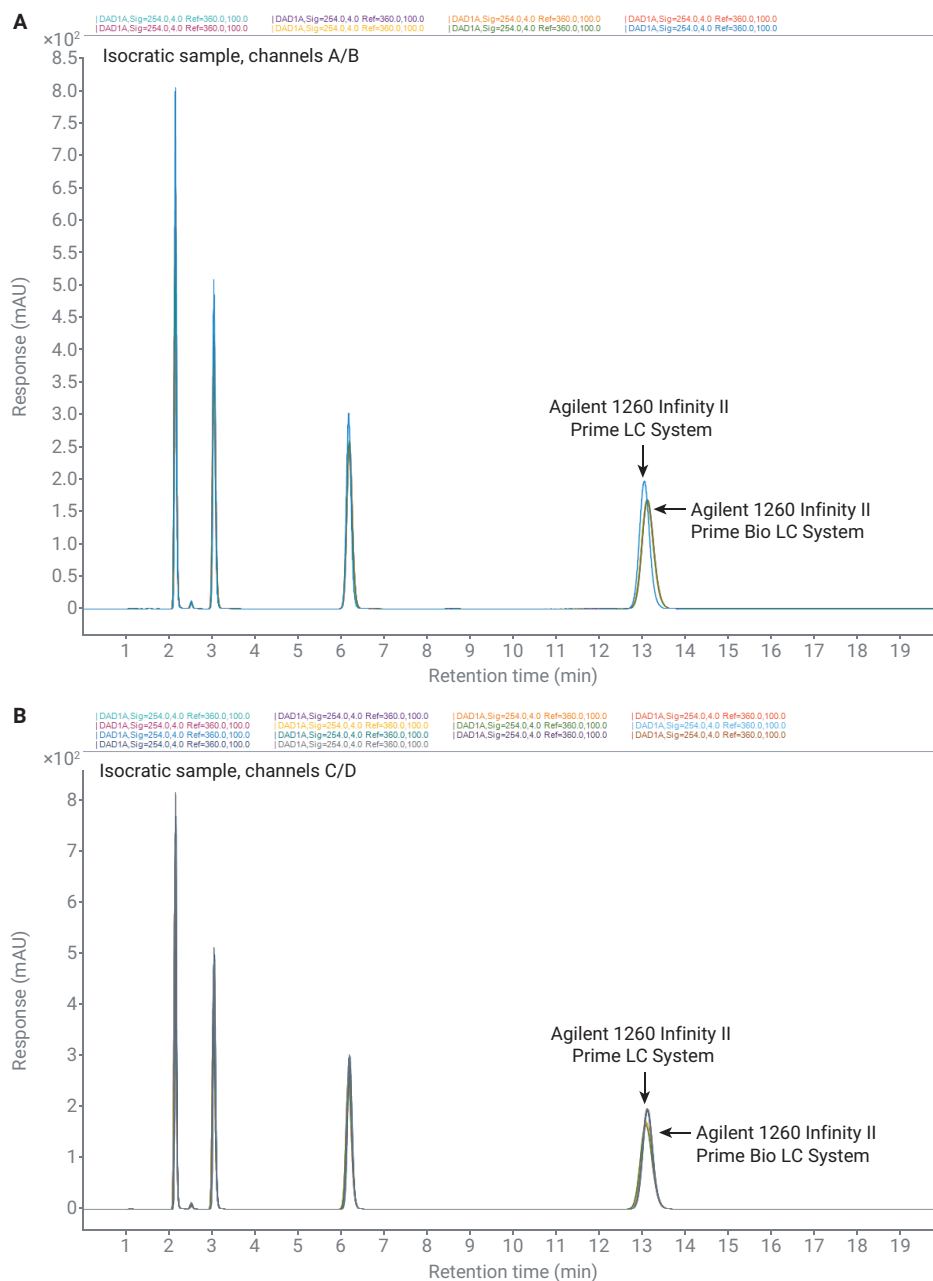 A
|DAD1A,Sig=254.0,4.0 Ref=360.0,100.0 |DAD1A,Sig=254.0,4.0 Ref=360.0,100.0 |DAD1A,Sig=254.0,4.0 Ref=360.0,100.0 |DAD1A,Sig=254.0,4.0 Ref=360.0,100.0
|DAD1A,Sig=254.0,4.0 Ref=360.0,100.0 |DAD1A,Sig=254.0,4.0 Ref=360.0,100.0 |DAD1A,Sig=254.0,4.0 Ref=360.0,100.0 |DAD1A,Sig=254.0,4.0 Ref=360.0,100.0
×10²
Isocratic sample, channels A/B
8.5
8.0
7.5
7.0
6.5
6.0
5.5
5.0
4.5
4.0
3.5
3.0
2.5
2.0
1.5
1.0
0.5
0
Response (mAU)
Agilent 1260 Infinity II
Prime LC System
Agilent 1260 Infinity II
Prime Bio LC System
1 2 3 4 5 6 7 8 9 10 11 12 13 14 15 16 17 18 19
Retention time (min)
B
|DAD1A,Sig=254.0,4.0 Ref=360.0,100.0 |DAD1A,Sig=254.0,4.0 Ref=360.0,100.0 |DAD1A,Sig=254.0,4.0 Ref=360.0,100.0 |DAD1A,Sig=254.0,4.0 Ref=360.0,100.0
|DAD1A,Sig=254.0,4.0 Ref=360.0,100.0 |DAD1A,Sig=254.0,4.0 Ref=360.0,100.0 |DAD1A,Sig=254.0,4.0 Ref=360.0,100.0 |DAD1A,Sig=254.0,4.0 Ref=360.0,100.0
|DAD1A,Sig=254.0,4.0 Ref=360.0,100.0 |DAD1A,Sig=254.0,4.0 Ref=360.0,100.0 |DAD1A,Sig=254.0,4.0 Ref=360.0,100.0 |DAD1A,Sig=254.0,4.0 Ref=360.0,100.0
|DAD1A,Sig=254.0,4.0 Ref=360.0,100.0 |DAD1A,Sig=254.0,4.0 Ref=360.0,100.0
×10²
Isocratic sample, channels C/D
8
7
6
5
4
3
2
1
0
Response (mAU)
Agilent 1260 Infinity II
Prime LC System
Agilent 1260 Infinity II
Prime Bio LC System
1 2 3 4 5 6 7 8 9 10 11 12 13 14 15 16 17 18 19
Retention time (min)